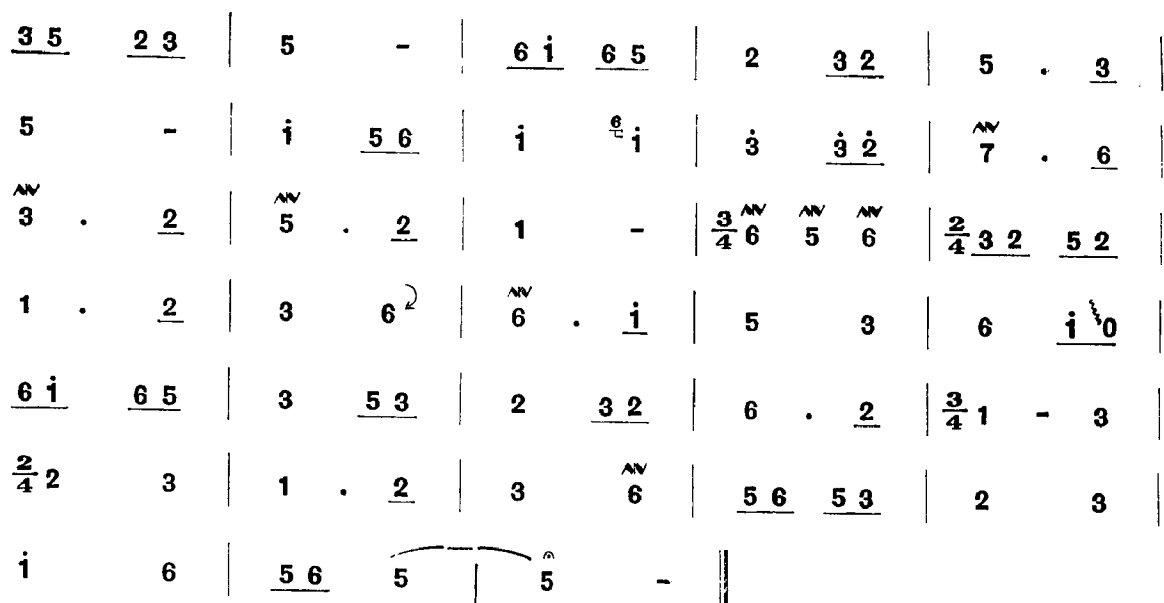 3 5 2 3 | 5 - | 6 i̇ 6 5 | 2 3 2 | 5 . 3 |
5 - | i̇ 5 6 | i̇ 6 i̇ | 3̇ 3̇ 2̇ | 7 . 6 |
3 . 2 | 5 . 2 | 1 - | 3/4 6 5 6 | 2/4 3 2 5 2 |
1 . 2 | 3 6 | 6 . i̇ | 5 3 | 6 i̇ 0 |
6 i̇ 6 5 | 3 5 3 | 2 3 2 | 6 . 2 | 3/4 1 - 3 |
2/4 2 3 | 1 . 2 | 3 6 | 5 6 5 3 | 2 3 |
i̇ 6 | 5 6 5 | 5 - ||